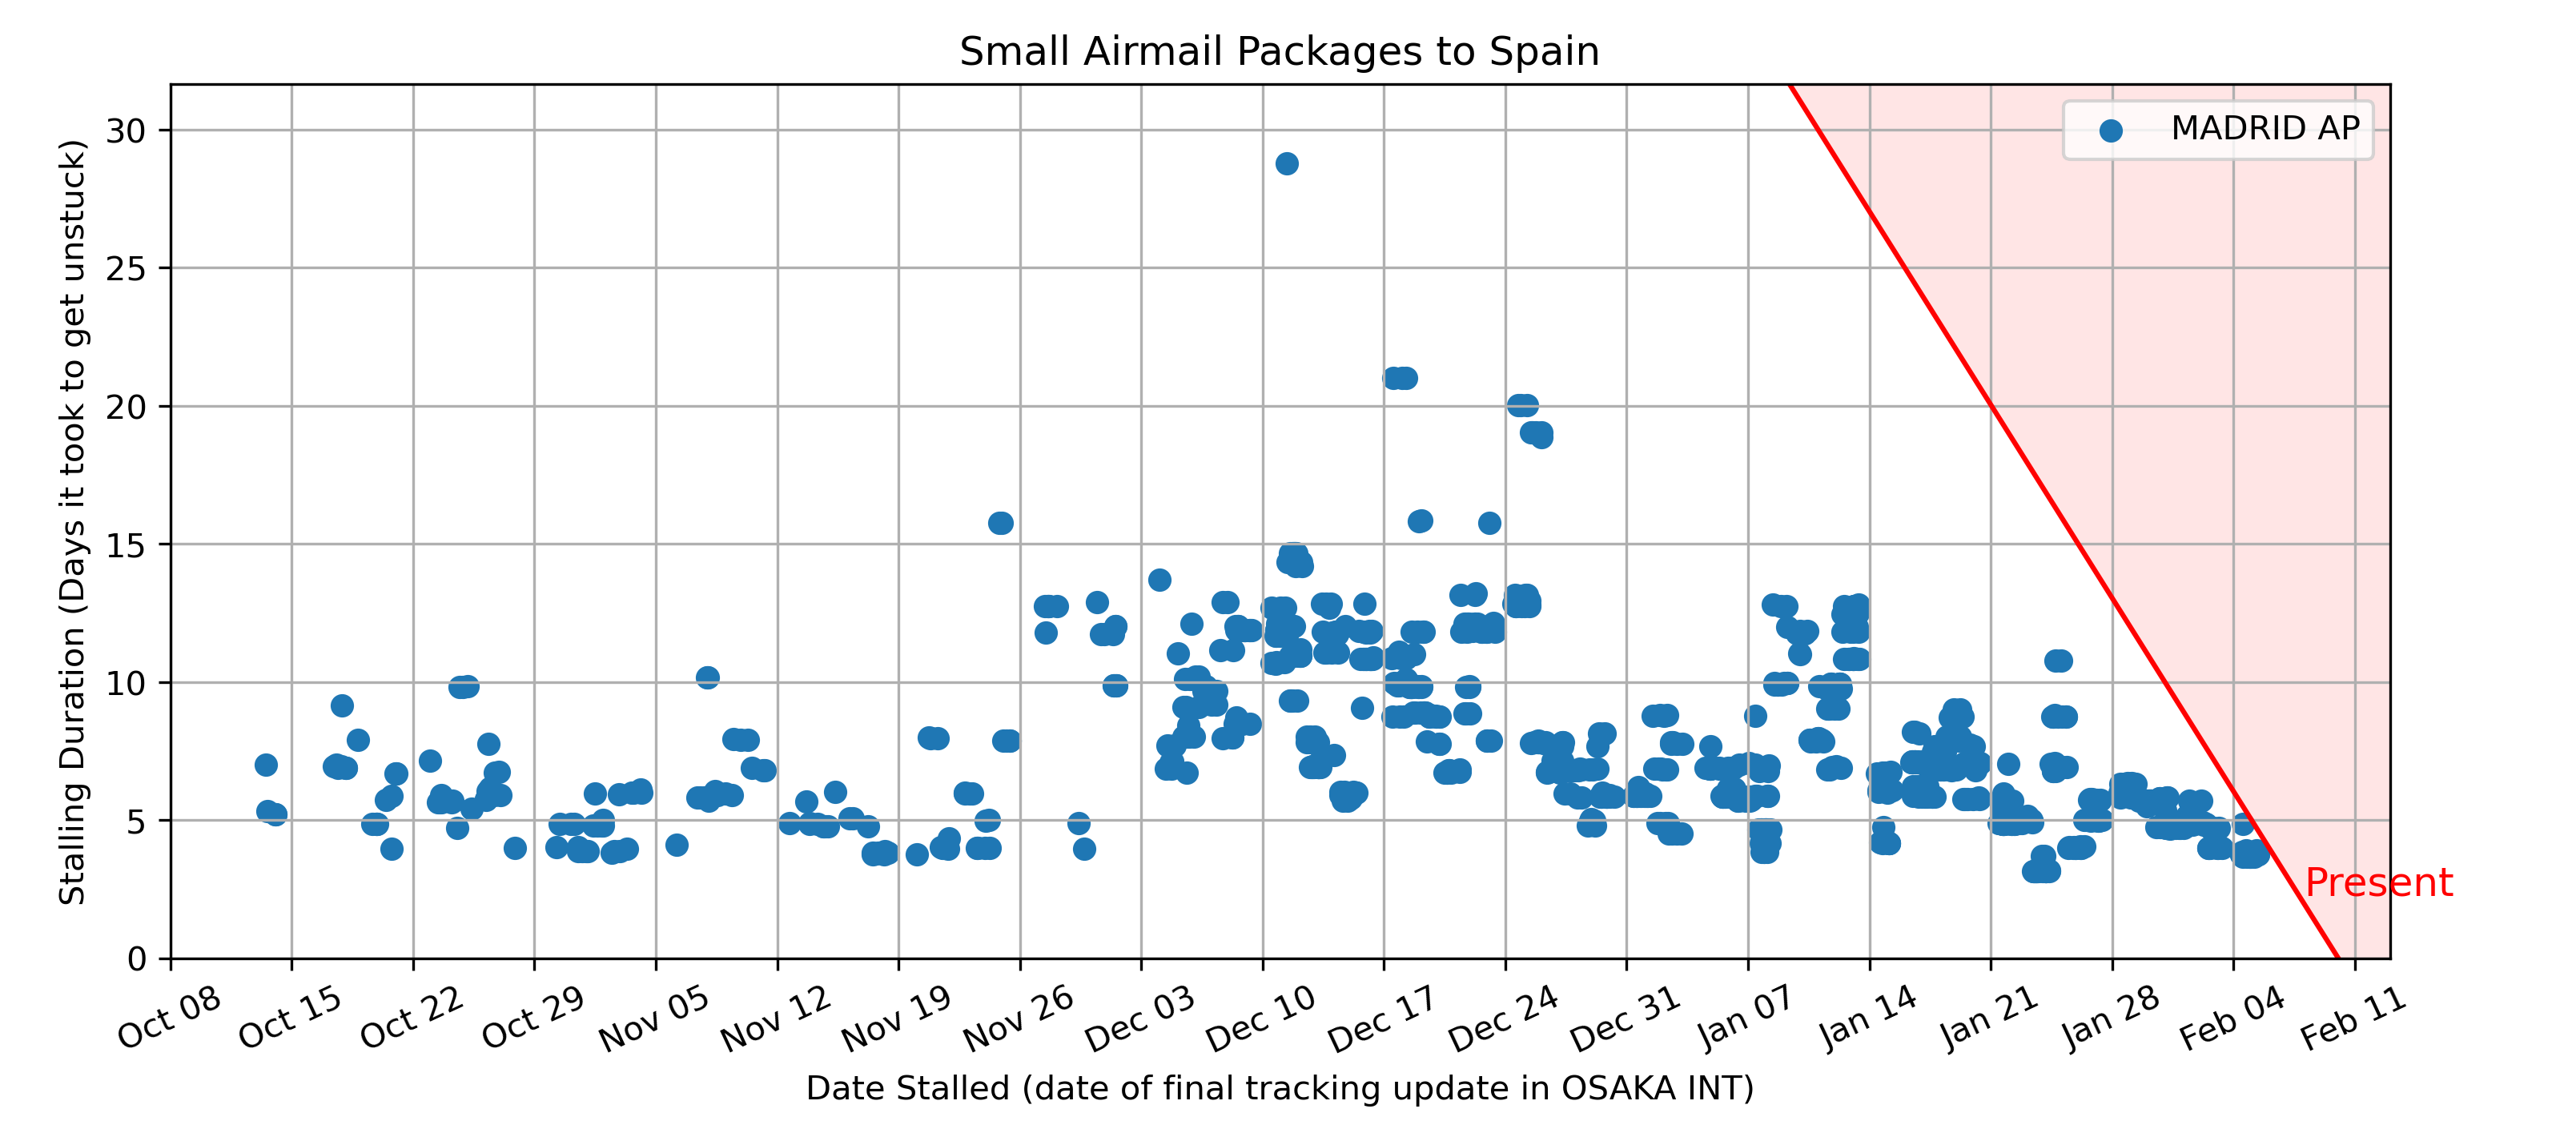 Small Airmail Packages to Spain
MADRID AP
Stalling Duration (Days it took to get unstuck)
30
25
20
15
10
5
0
Present
Oct 08
Oct 15
Oct 22
Oct 29
Nov 05
Nov 12
Nov 19
Nov 26
Dec 03
Dec 10
Dec 17
Dec 24
Dec 31
Jan 07
Jan 14
Jan 21
Jan 28
Feb 04
Feb 11
Date Stalled (date of final tracking update in OSAKA INT)